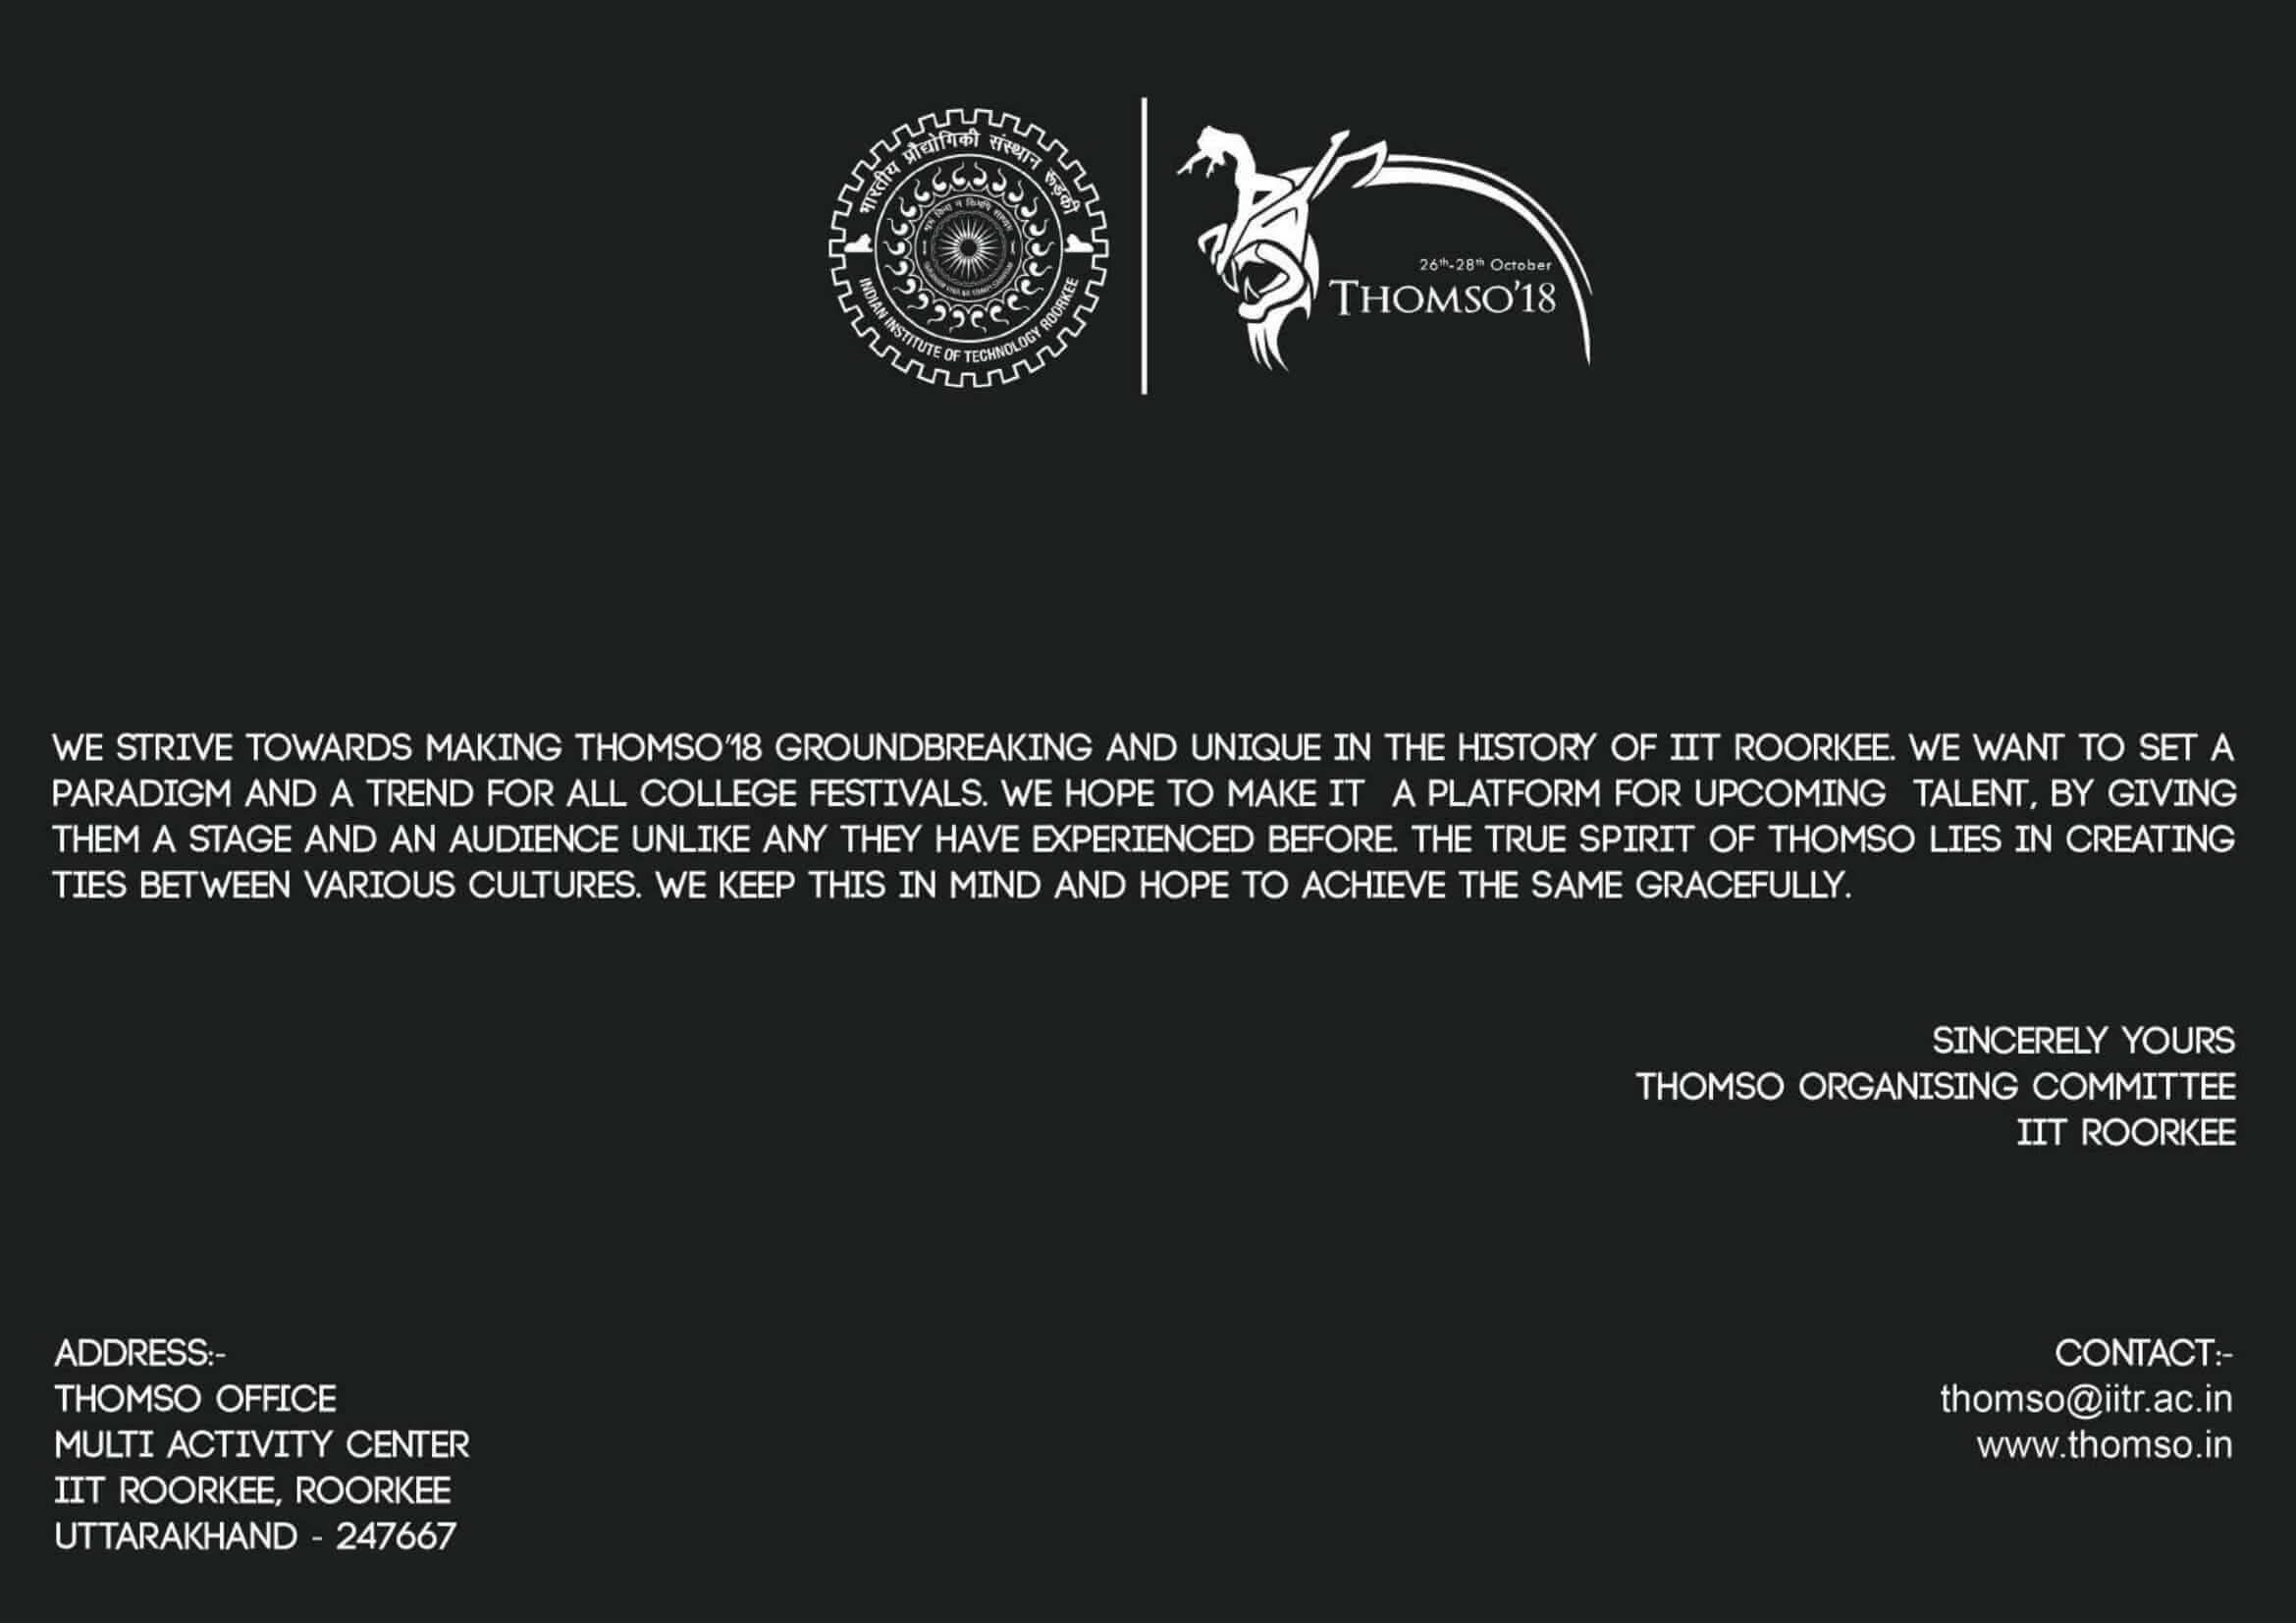 भारतीय प्रौद्योगिकी संस्थान रूड़की
INDIAN INSTITUTE OF TECHNOLOGY ROORKEE
26th-28th October
THOMSO'18
WE STRIVE TOWARDS MAKING THOMSO'18 GROUNDBREAKING AND UNIQUE IN THE HISTORY OF IIT ROORKEE. WE WANT TO SET A
PARADIGM AND A TREND FOR ALL COLLEGE FESTIVALS. WE HOPE TO MAKE IT A PLATFORM FOR UPCOMING TALENT, BY GIVING
THEM A STAGE AND AN AUDIENCE UNLIKE ANY THEY HAVE EXPERIENCED BEFORE. THE TRUE SPIRIT OF THOMSO LIES IN CREATING
TIES BETWEEN VARIOUS CULTURES. WE KEEP THIS IN MIND AND HOPE TO ACHIEVE THE SAME GRACEFULLY.
SINCERELY YOURS
THOMSO ORGANISING COMMITTEE
IIT ROORKEE
ADDRESS:-
THOMSO OFFICE
MULTI ACTIVITY CENTER
IIT ROORKEE, ROORKEE
UTTARAKHAND - 247667
CONTACT:-
thomso@iitr.ac.in
www.thomso.in